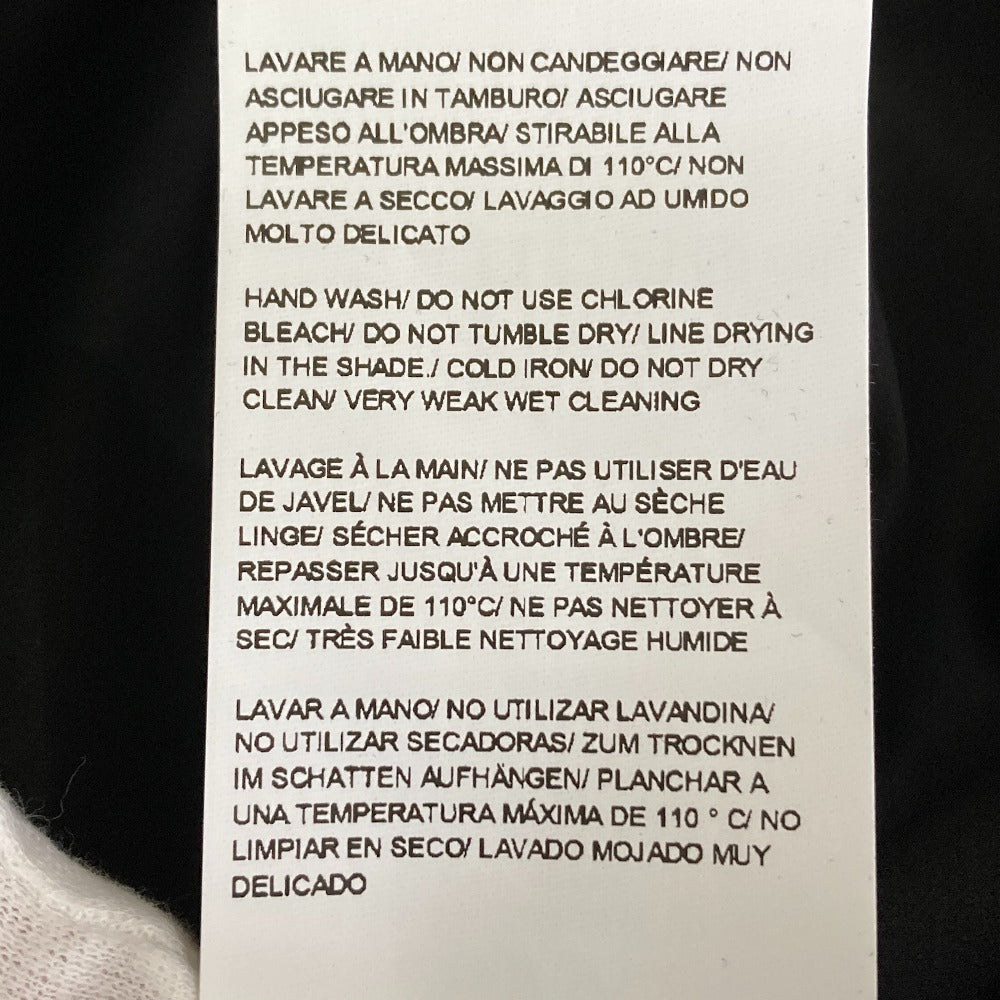 LAVARE A MANO/ NON CANDEGGIARE/ NON
ASCIUGARE IN TAMBURO/ ASCIUGARE
APPESO ALL'OMBRA/ STIRABILE ALLA
TEMPERATURA MASSIMA DI 110°C/ NON
LAVARE A SECCO/ LAVAGGIO AD UMIDO
MOLTO DELICATO
HAND WASH/ DO NOT USE CHLORINE
BLEACH/ DO NOT TUMBLE DRY/ LINE DRYING
IN THE SHADE./ COLD IRON/ DO NOT DRY
CLEAN/ VERY WEAK WET CLEANING
LAVAGE À LA MAIN/ NE PAS UTILISER D'EAU
DE JAVEL/ NE PAS METTRE AU SÈCHE
LINGE/ SÉCHER ACCROCHÉ À L'OMBRE/
REPASSER JUSQU'À UNE TEMPÉRATURE
MAXIMALE DE 110°C/ NE PAS NETTOYER À
SEC/ TRÈS FAIBLE NETTOYAGE HUMIDE
LAVAR A MANO/ NO UTILIZAR LAVANDINA/
NO UTILIZAR SECADORAS/ ZUM TROCKNEN
IM SCHATTEN AUFHÄNGEN/ PLANCHAR A
UNA TEMPERATURA MÁXIMA DE 110 ° C/ NO
LIMPIAR EN SECO/ LAVADO MOJADO MUY
DELICADO